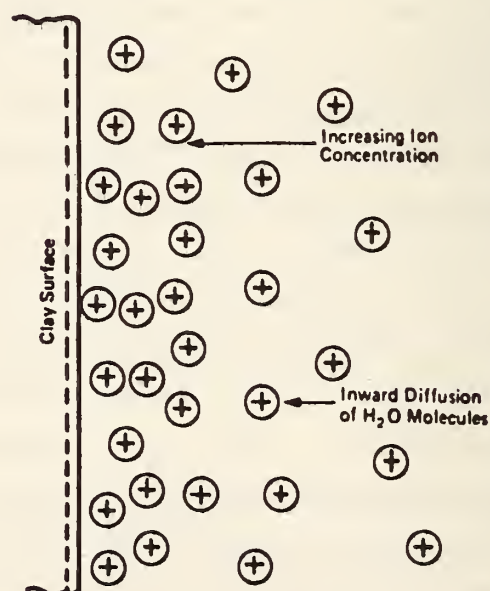 Clay Surface
Increasing Ion
Concentration
Inward Diffusion
of H₂O Molecules